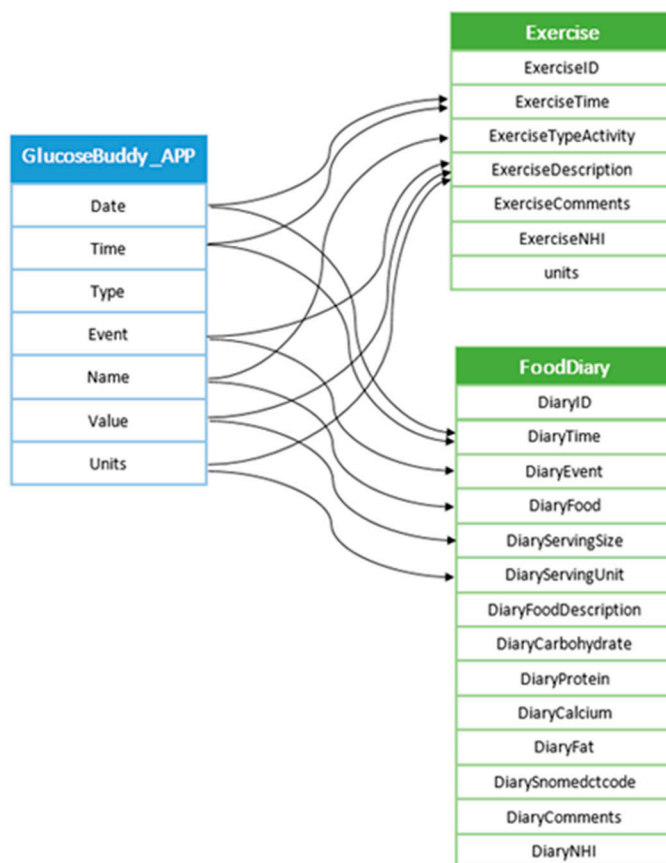 GlucoseBuddy_APP
Date
Time
Type
Event
Name
Value
Units
Exercise
ExerciseID
ExerciseTime
ExerciseTypeActivity
ExerciseDescription
ExerciseComments
ExerciseNHI
units
FoodDiary
DiaryID
DiaryTime
DiaryEvent
DiaryFood
DiaryServingSize
DiaryServingUnit
DiaryFoodDescription
DiaryCarbohydrate
DiaryProtein
DiaryCalcium
DiaryFat
DiarySnomedctcode
DiaryComments
DiaryNHI